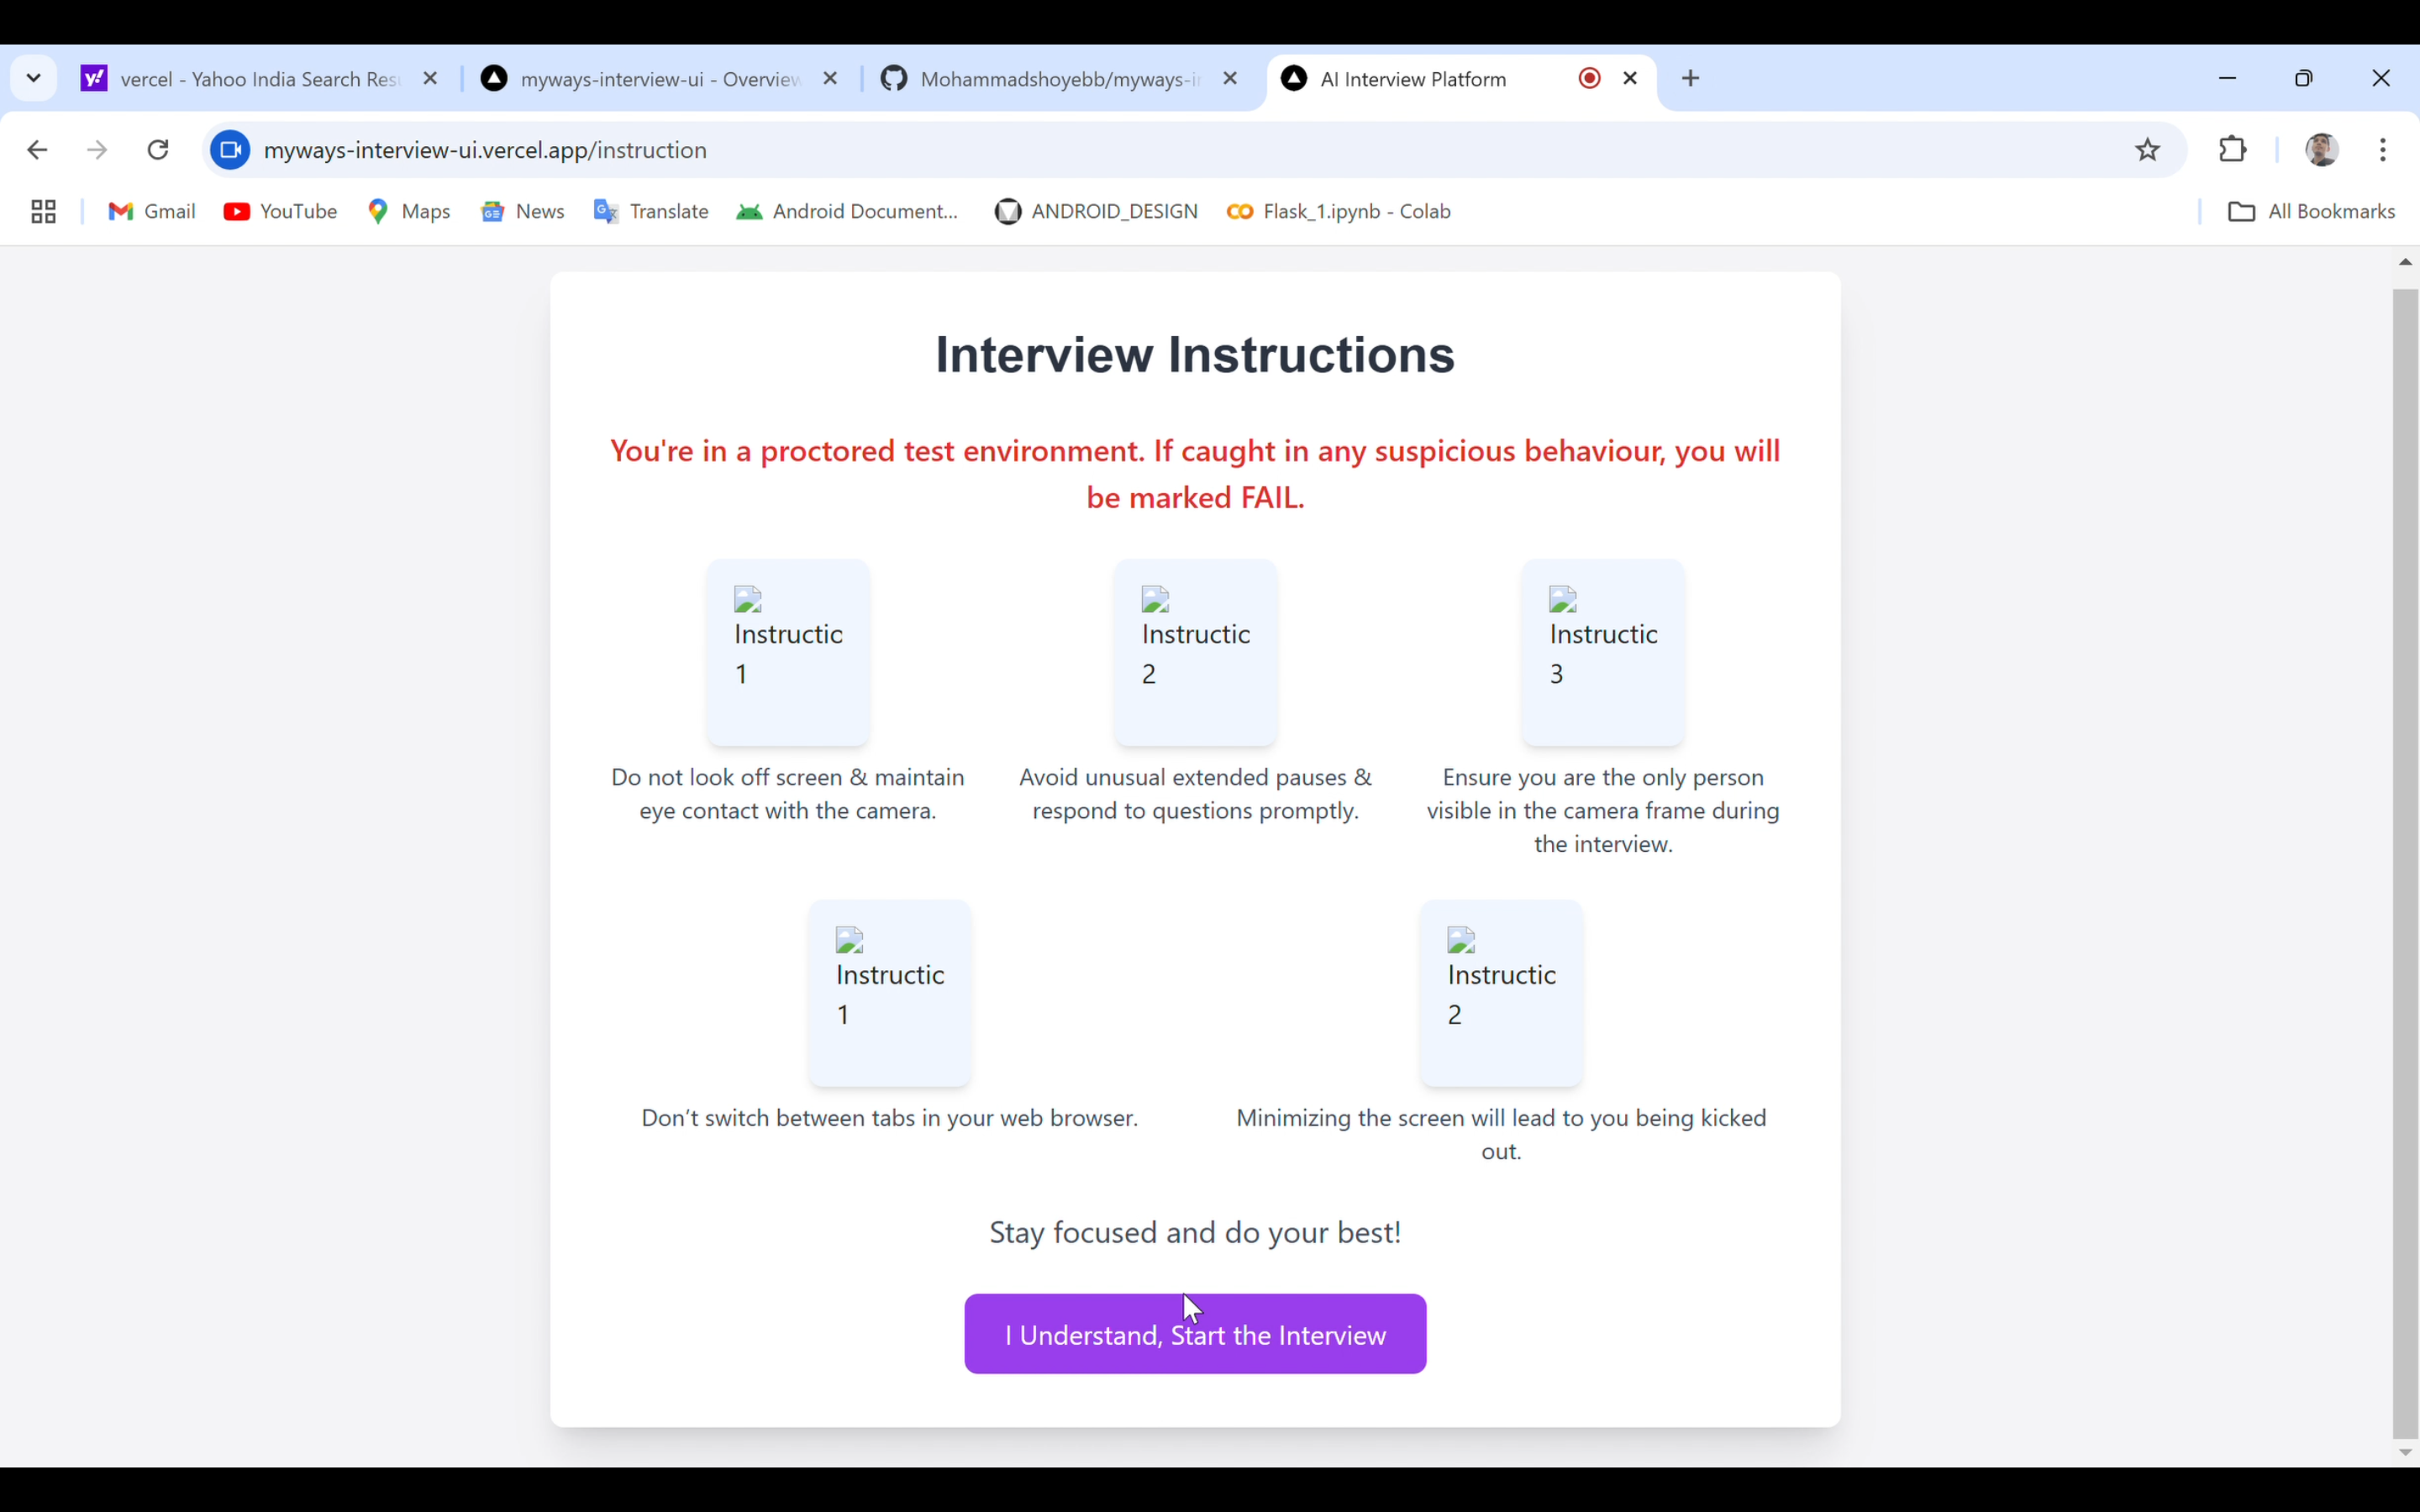 vercel - Yahoo India Search Res
myways-interview-ui - Overview
Mohammadshoyebb/myways-i
AI Interview Platform
myways-interview-ui.vercel.app/instruction
Gmail
YouTube
Maps
News
Translate
Android Document...
ANDROID_DESIGN
Flask_1.ipynb - Colab
All Bookmarks
Interview Instructions
You're in a proctored test environment. If caught in any suspicious behaviour, you will
be marked FAIL.
Instructic
1
Instructic
2
Instructic
3
Do not look off screen & maintain
eye contact with the camera.
Avoid unusual extended pauses &
respond to questions promptly.
Ensure you are the only person
visible in the camera frame during
the interview.
Instructic
1
Instructic
2
Don’t switch between tabs in your web browser.
Minimizing the screen will lead to you being kicked
out.
Stay focused and do your best!
I Understand, Start the Interview